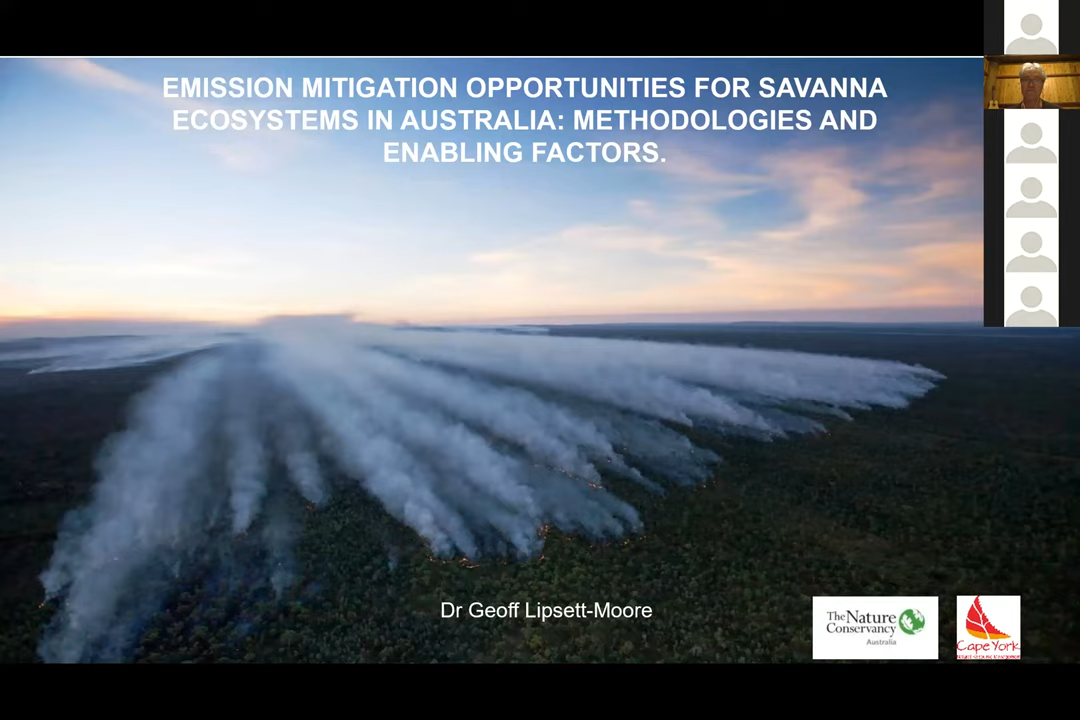 EMISSION MITIGATION OPPORTUNITIES FOR SAVANNA
ECOSYSTEMS IN AUSTRALIA: METHODOLOGIES AND
ENABLING FACTORS.
Dr Geoff Lipsett-Moore
The Nature
Conservancy
Australia
Cape York